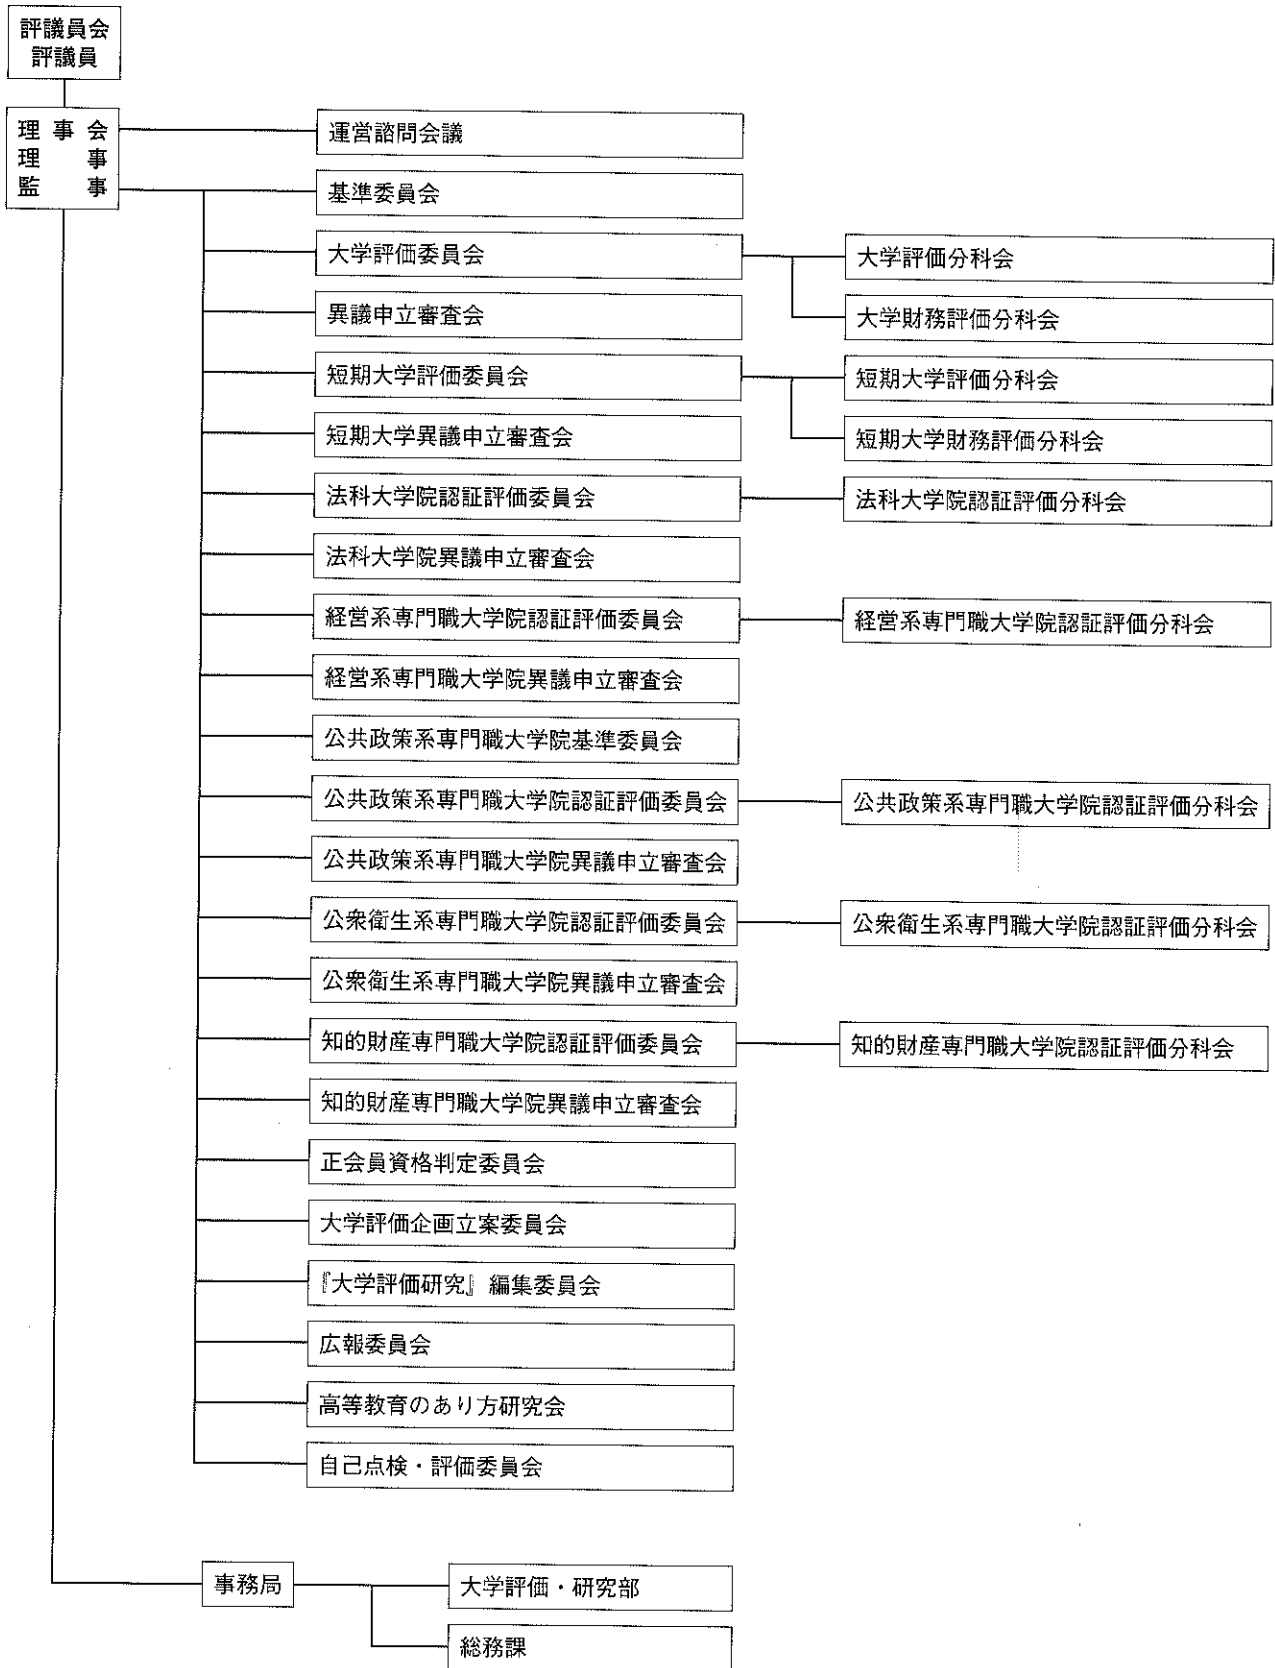 評議員会
評議員
理事会
理事
監事
運営諮問会議
基準委員会
大学評価委員会
大学評価分科会
大学財務評価分科会
異議申立審査会
短期大学評価委員会
短期大学評価分科会
短期大学財務評価分科会
短期大学異議申立審査会
法科大学院認証評価委員会
法科大学院認証評価分科会
法科大学院異議申立審査会
経営系専門職大学院認証評価委員会
経営系専門職大学院認証評価分科会
経営系専門職大学院異議申立審査会
公共政策系専門職大学院基準委員会
公共政策系専門職大学院認証評価委員会
公共政策系専門職大学院認証評価分科会
公共政策系専門職大学院異議申立審査会
公衆衛生系専門職大学院認証評価委員会
公衆衛生系専門職大学院認証評価分科会
公衆衛生系専門職大学院異議申立審査会
知的財産専門職大学院認証評価委員会
知的財産専門職大学院認証評価分科会
知的財産専門職大学院異議申立審査会
正会員資格判定委員会
大学評価企画立案委員会
『大学評価研究』編集委員会
広報委員会
高等教育のあり方研究会
自己点検・評価委員会
事務局
大学評価・研究部
総務課